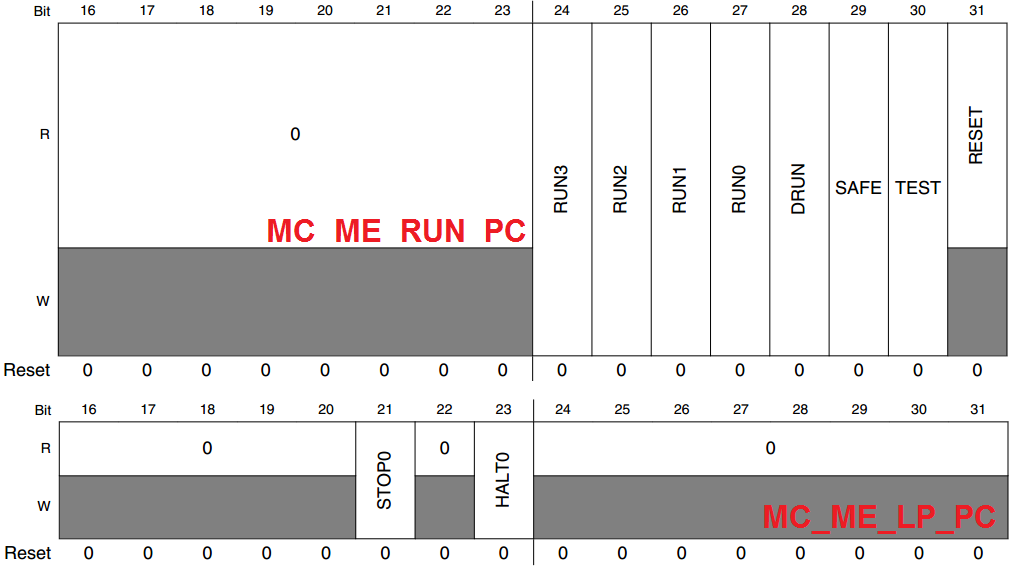 Bit 16 17 18 19 20 21 22 23 24 25 26 27 28 29 30 31
R 0 RUN3 RUN2 RUN1 RUN0 DRUN SAFE TEST RESET
MC ME RUN PC
W
Reset 0 0 0 0 0 0 0 0 0 0 0 0 0 0 0 0
Bit 16 17 18 19 20 21 22 23 24 25 26 27 28 29 30 31
R 0 STOP0 0 HALT0 0
W MC_ME_LP_PC
Reset 0 0 0 0 0 0 0 0 0 0 0 0 0 0 0 0